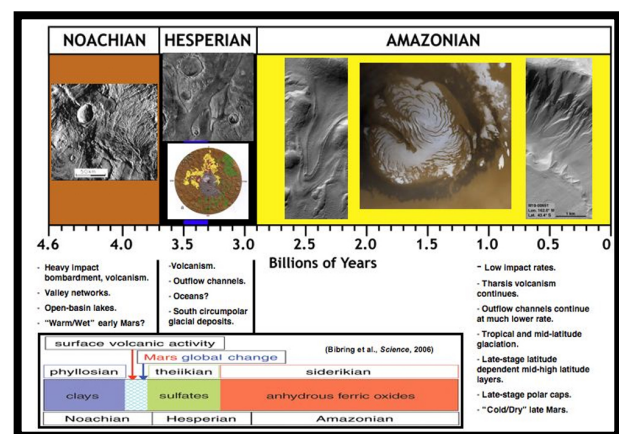 NOACHIAN HESPERIAN AMAZONIAN
4.6 4.0 3.5 3.0 2.5 2.0 1.5 1.0 0.5 0
Billions of Years
- Heavy impact
bombardment, volcanism.
- Valley networks.
- Open-basin lakes.
- "Warm/Wet" early Mars?
-Volcanism.
- Outflow channels.
- Oceans?
- South circumpolar
glacial deposits.
- Low impact rates.
- Tharsis volcanism
continues.
- Outflow channels continue
at much lower rate.
- Tropical and mid-latitude
glaciation.
- Late-stage latitude
dependent mid-high latitude
layers.
- Late-stage polar caps.
- "Cold/Dry" late Mars.
surface volcanic activity
(Bibring et al., Science, 2006)
Mars global change
phyllosian theiikian siderikian
clays sulfates anhydrous ferric oxides
Noachian Hesperian Amazonian